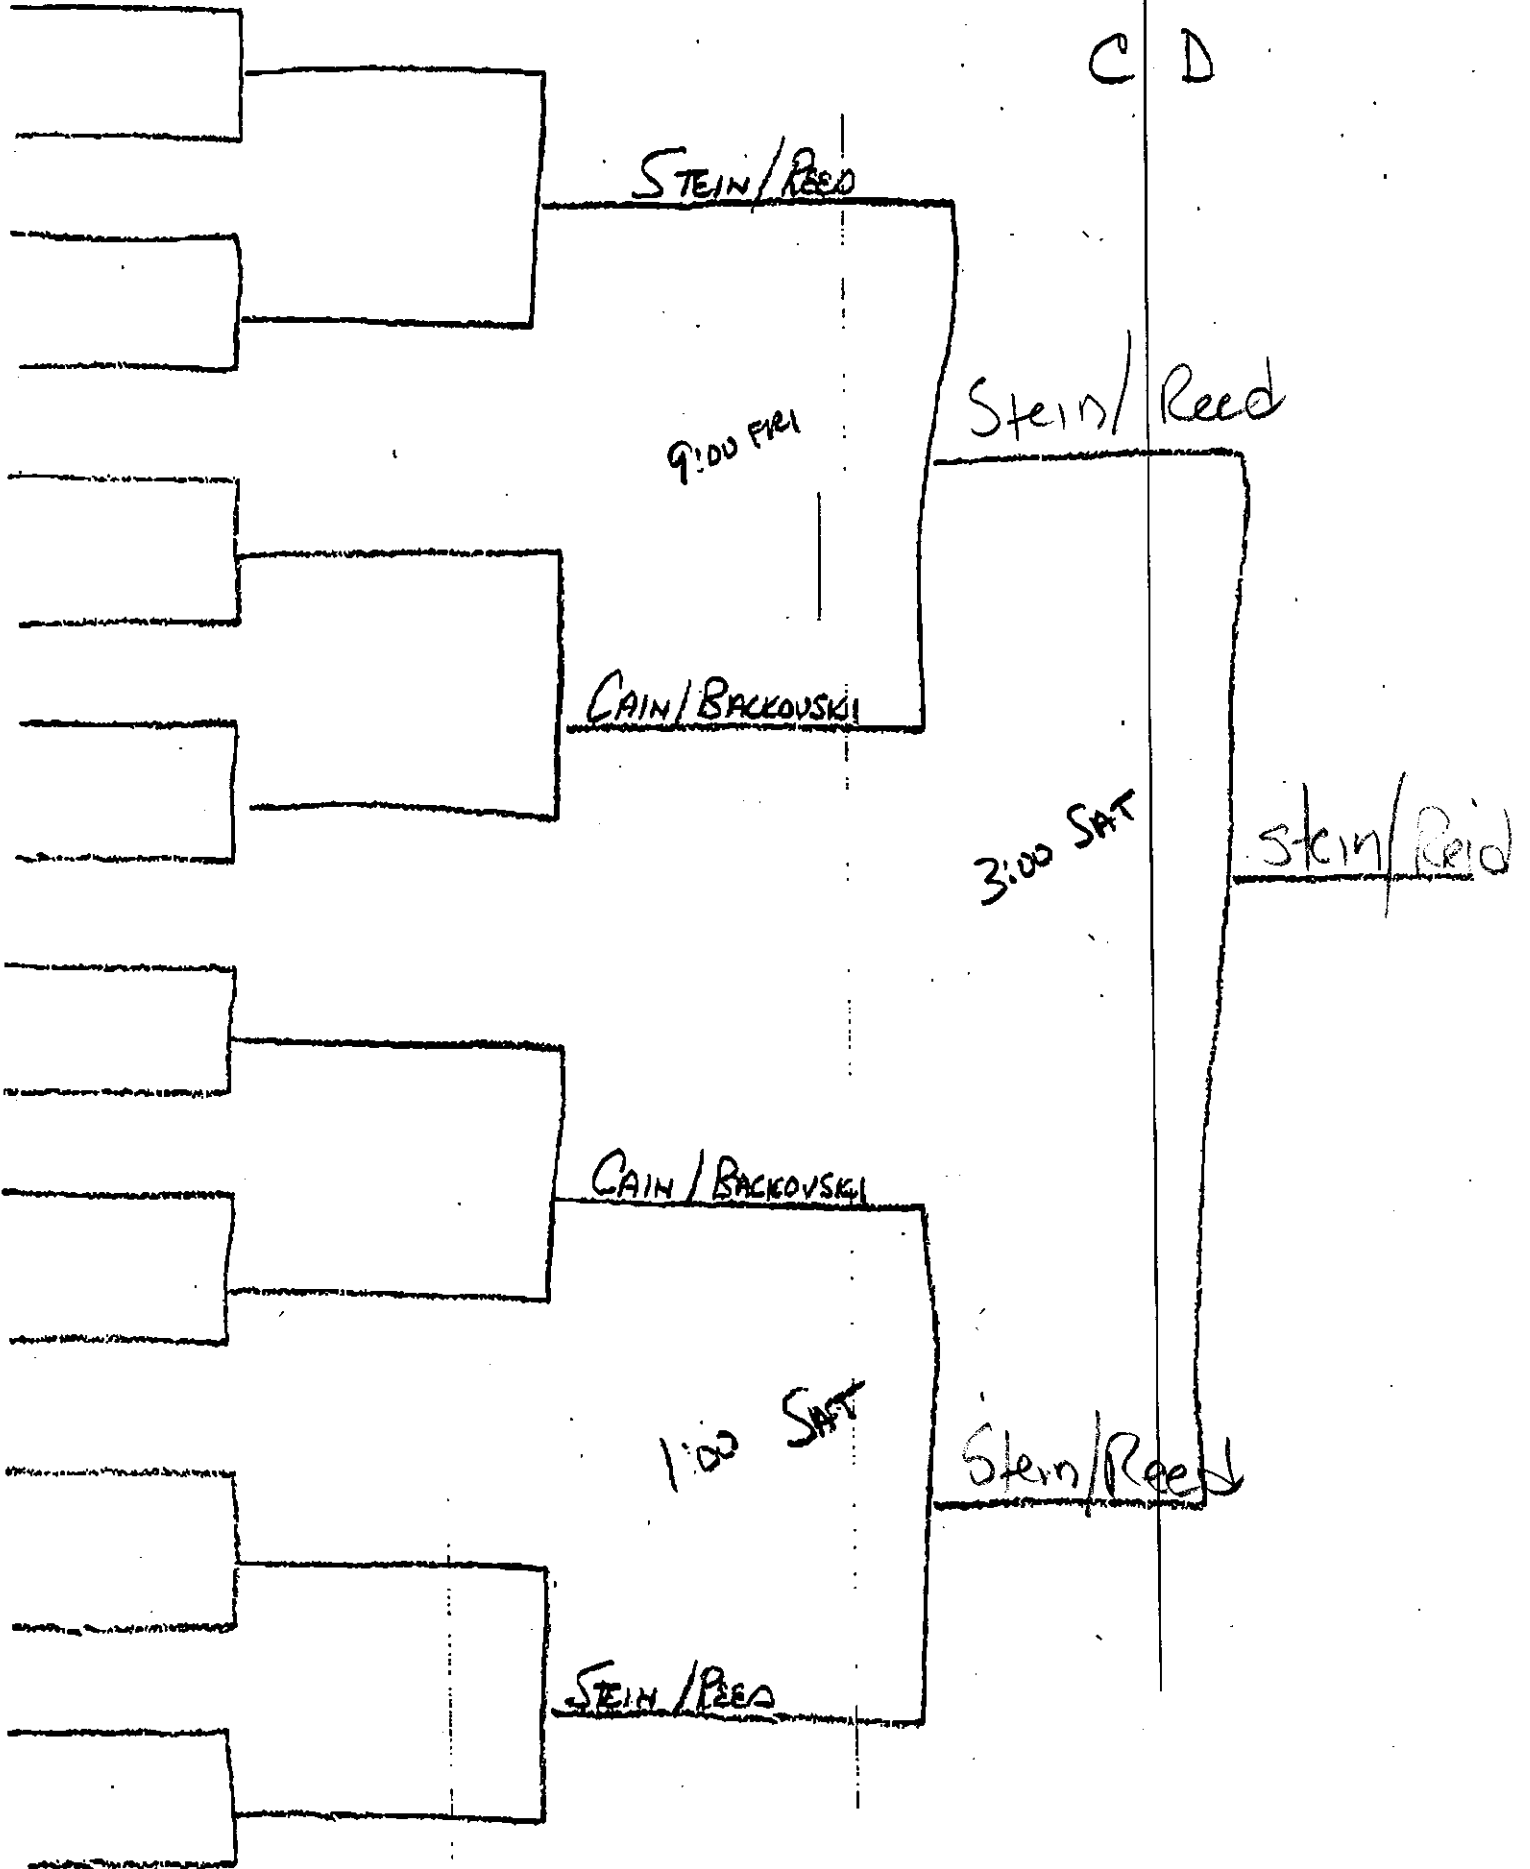 C D
STEIN/REED
Stein/Reed
9:00 FRI
CAIN/BACKOVSKI
3:00 SAT
Stein/Reid
CAIN/BACKOVSKI
1:00 SAT
Stein/Reed
STEIN/REED